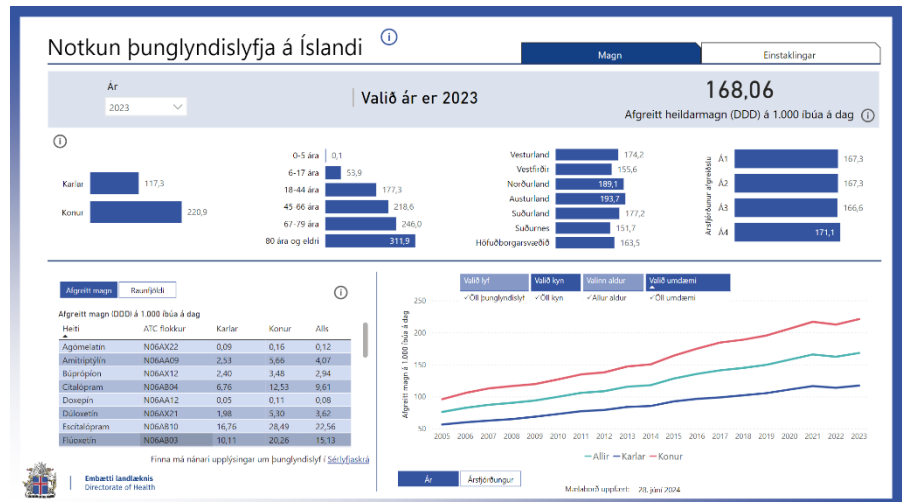 Notkun þunglyndislyfja á Íslandi
Magn
Einstaklingar
Ár
2023
Valið ár er 2023
168,06
Afgreitt heildarmagn (DDD) á 1.000 íbúa á dag
Karlar 117,3
Konur 220,9
0-5 ára 0,1
6-17 ára 53,9
18-44 ára 177,3
45-66 ára 218,6
67-79 ára 246,0
80 ára og eldri 311,9
Vesturland 174,2
Vestfirðir 155,6
Norðurland 189,1
Austurland 193,7
Suðurland 177,2
Suðurnes 151,7
Höfuðborgarsvæðið 163,5
Ársfjórðunur afgreiðslu
Á1 167,3
Á2 167,3
Á3 166,6
Á4 171,1
Afgreitt magn
Raunfjöldi
Afgreitt magn (DDD) á 1.000 íbúa á dag
Heiti ATC flokkur Karlar Konur Alls
Agómelatín N06AX22 0,09 0,16 0,12
Amitriptýlín N06AA09 2,53 5,66 4,07
Búprópíon N06AX12 2,40 3,48 2,94
Cítalópram N06AB04 6,76 12,53 9,61
Doxepín N06AA12 0,05 0,11 0,08
Dúloxetín N06AX21 1,98 5,30 3,62
Escítalópram N06AB10 16,76 28,49 22,56
Flúoxetín N06AB03 10,11 20,26 15,13
Finna má nánari upplýsingar um þunglyndislyf í Sérlyfjaskrá
Embætti landlæknis
Directorate of Health
Valið lyf Valið kyn Valinn aldur Valið umdæmi
✓Öll þunglyndislyf ✓Öll kyn ✓Allur aldur ✓Öll umdæmi
Afgreitt magn á 1.000 íbúa á dag
250
200
150
100
50
2005 2006 2007 2008 2009 2010 2011 2012 2013 2014 2015 2016 2017 2018 2019 2020 2021 2022 2023
Allir Karlar Konur
Ár
Ársfjórðungur
Mælaborð uppfært: 28. júní 2024